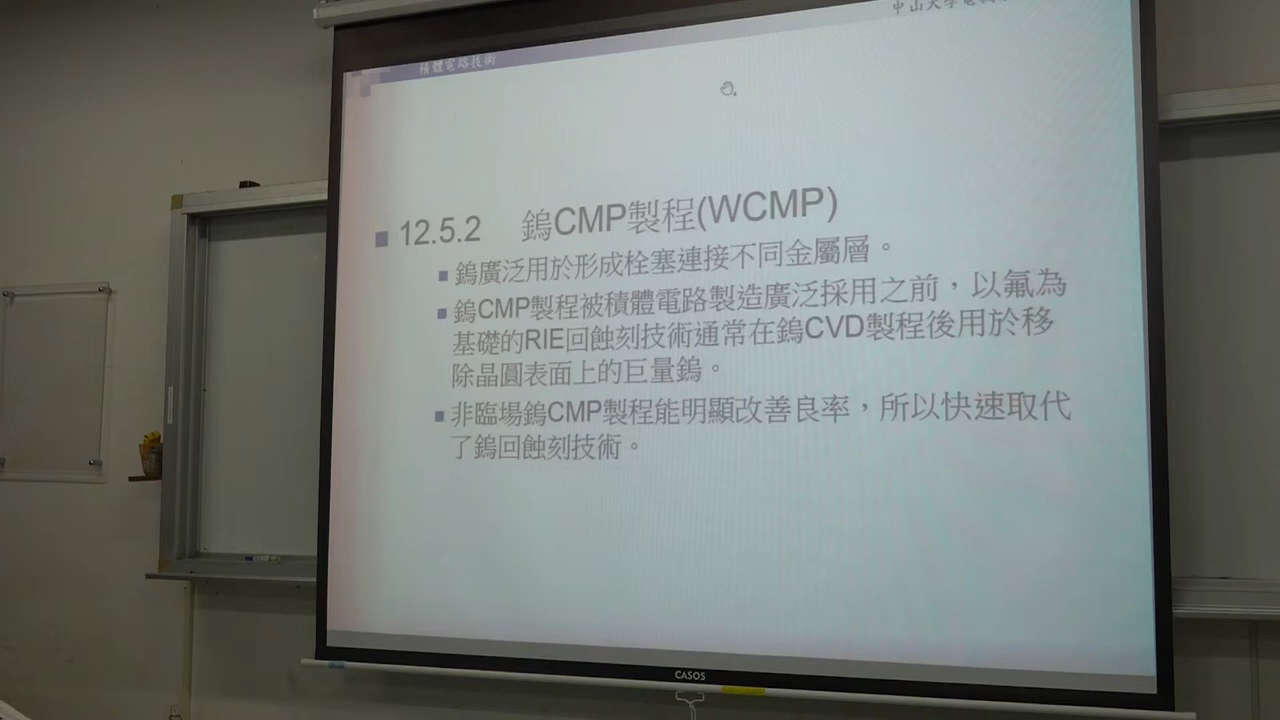 中山大學電機
積體電路技術
12.5.2 鎢CMP製程(WCMP)
鎢廣泛用於形成栓塞連接不同金屬層。
鎢CMP製程被積體電路製造廣泛採用之前，以氟為
基礎的RIE回蝕刻技術通常在鎢CVD製程後用於移
除晶圓表面上的巨量鎢。
非臨場鎢CMP製程能明顯改善良率，所以快速取代
了鎢回蝕刻技術。
CASOS